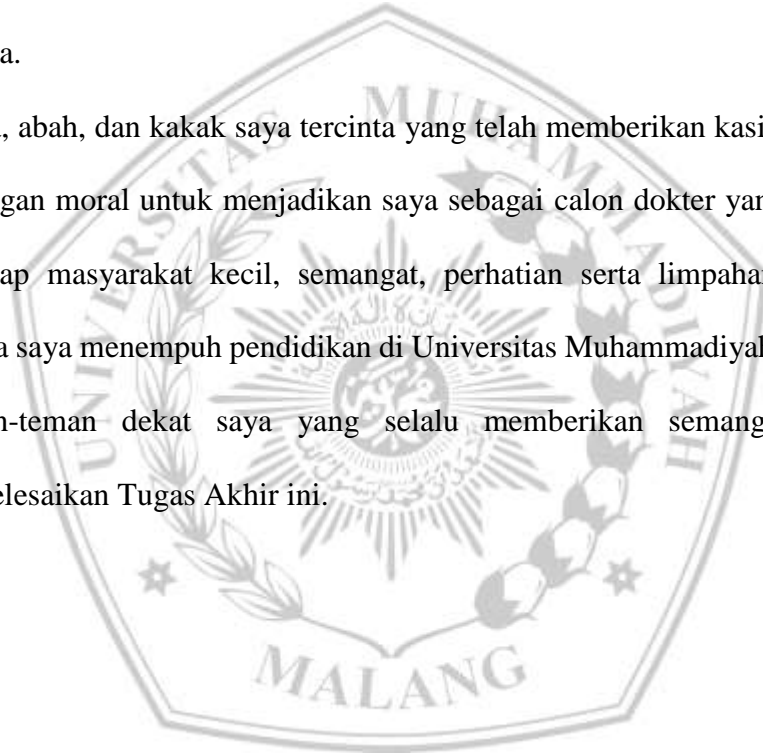 a.
, abah, dan kakak saya tercinta yang telah memberikan kasi
gan moral untuk menjadikan saya sebagai calon dokter yan
ap masyarakat kecil, semangat, perhatian serta limpahan
a saya menempuh pendidikan di Universitas Muhammadiyah
n-teman dekat saya yang selalu memberikan semang
elesaikan Tugas Akhir ini.
UNIVERSITAS MUHAMMADIYAH
MALANG